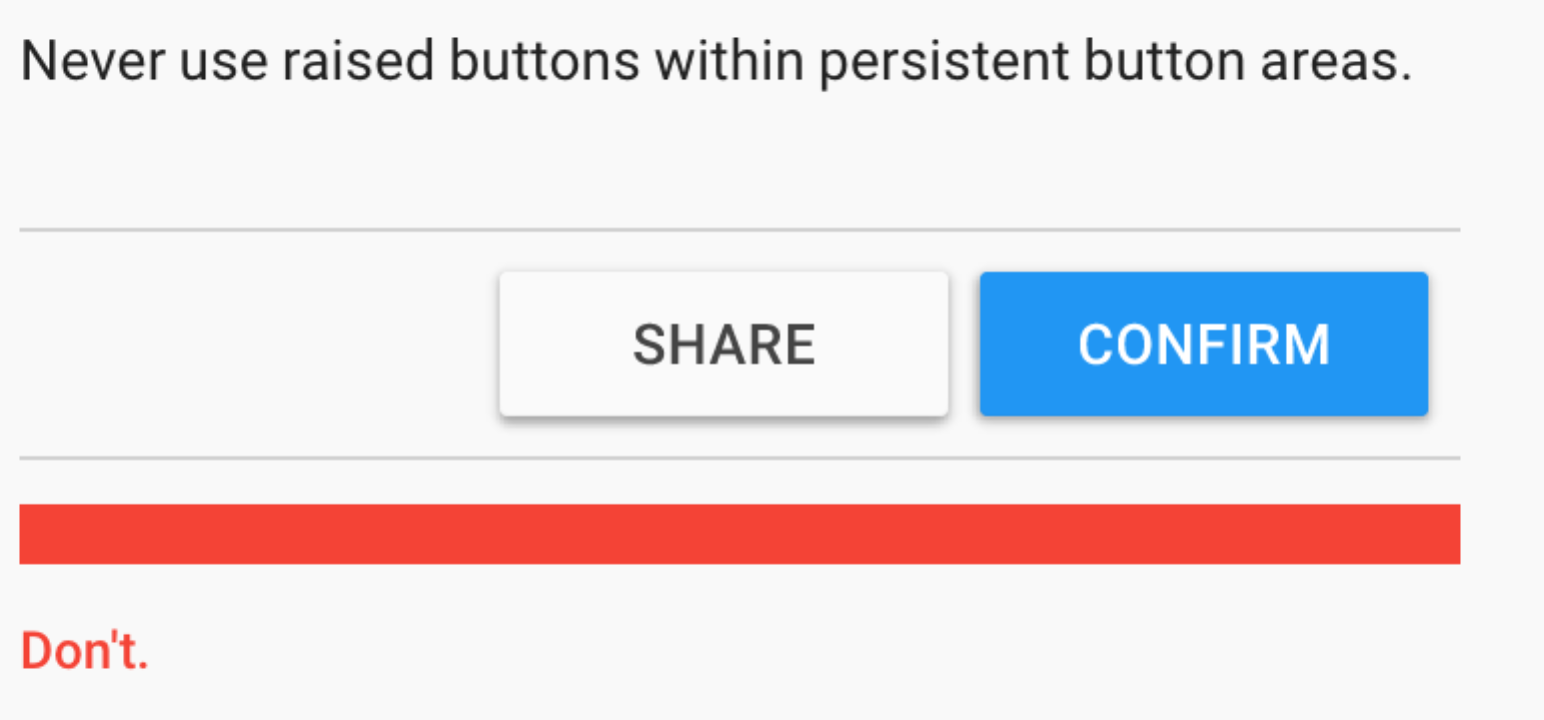 Never use raised buttons within persistent button areas.
SHARE CONFIRM
Don't.